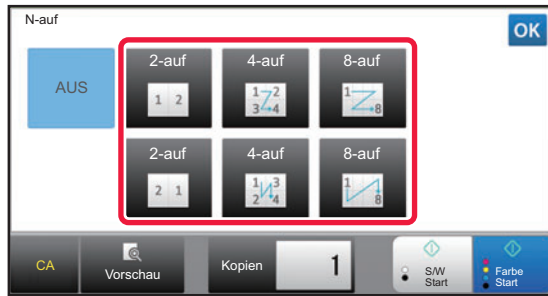 N-auf
OK
AUS
2-auf
4-auf
8-auf
1 2
1 2
3 4
1
8
2-auf
4-auf
8-auf
2 1
1 3
2 4
1
8
CA
Vorschau
Kopien
1
S/W
Start
Farbe
Start